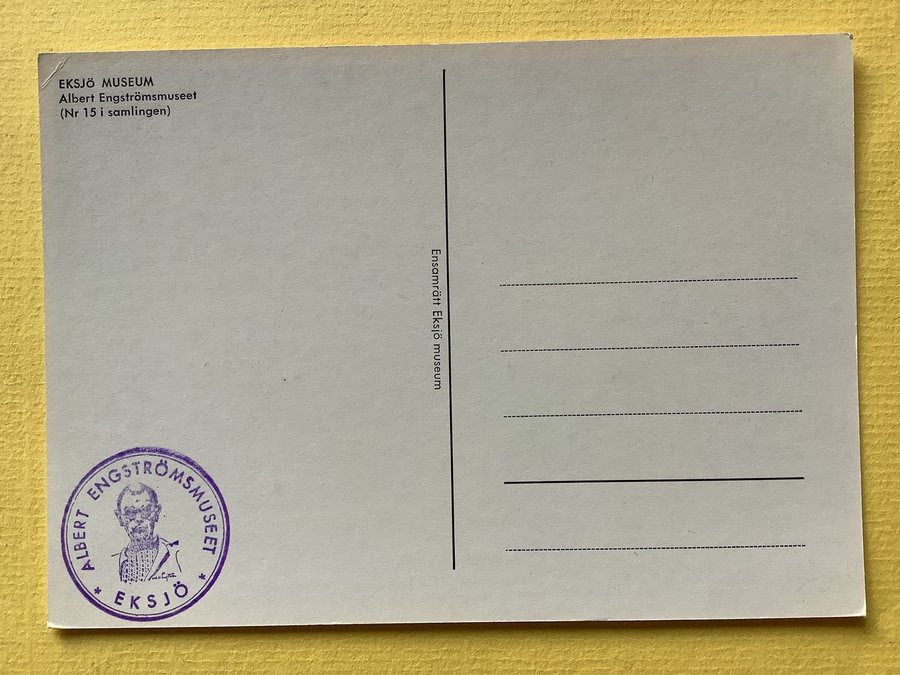 EKSJÖ MUSEUM
Albert Engströmsmuseet
(Nr 15 i samlingen)
Ensamrätt Eksjö museum
ALBERT ENGSTRÖMSMUSEET
* EKSJÖ *